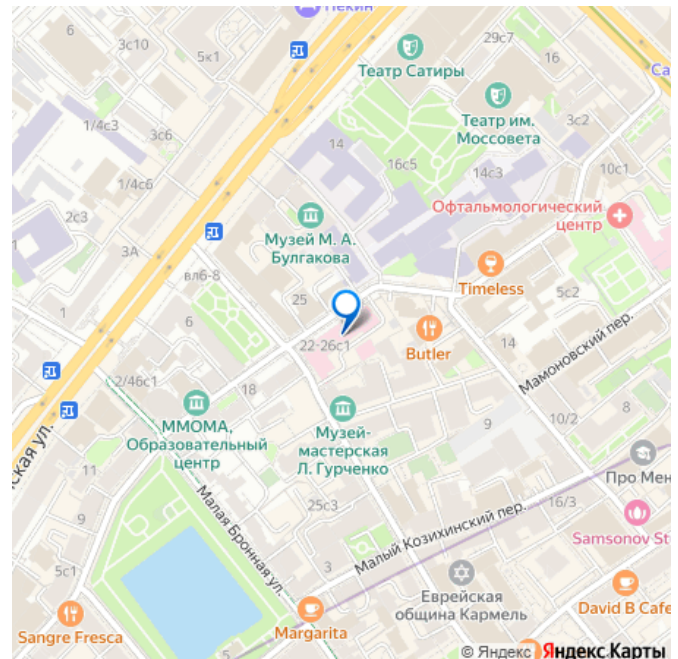 Пекин
3с10
5к1
29с7
16
Са
Театр Сатиры
Театр им.
Моссовета
3с2
1/4с3
3с6
14
16с5
14с3
10с1
1/4с6
Офтальмологический
центр
2с3
Музей М. А.
Булгакова
3А
вл6-8
25
Timeless
5с2
6
22-26с1
Butler
14
Мамоновский пер.
2/46с1
18
ММОМА,
Образовательный
центр
Музей-
мастерская
Л. Гурченко
9
10/2
8
ская ул.
11
Про Мен
9
25с3
16/3
Малая Бронная ул.
Малый Козихинский пер.
Samsonov St
5с1
3
Еврейская
община Кармель
David B Cafe
Sangre Fresca
5
Margarita
© Яндекс Яндекс Карты